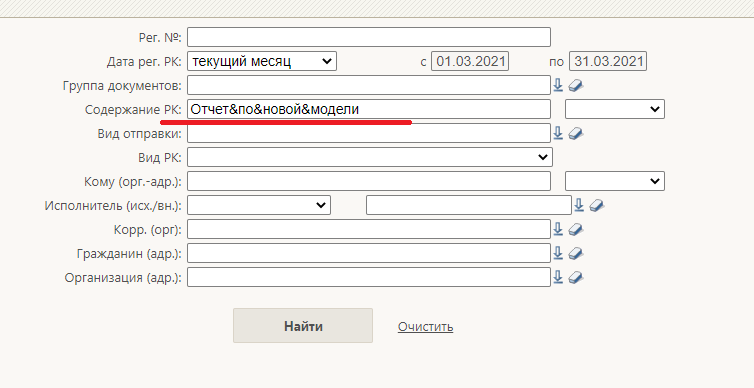 Рег. №:
Дата рег. РК: текущий месяц с 01.03.2021 по 31.03.2021
Группа документов:
Содержание РК: Отчет&по&новой&модели
Вид отправки:
Вид РК:
Кому (орг.-адр.):
Исполнитель (исх./вн.):
Корр. (орг):
Гражданин (адр.):
Организация (адр.):
Найти Очистить